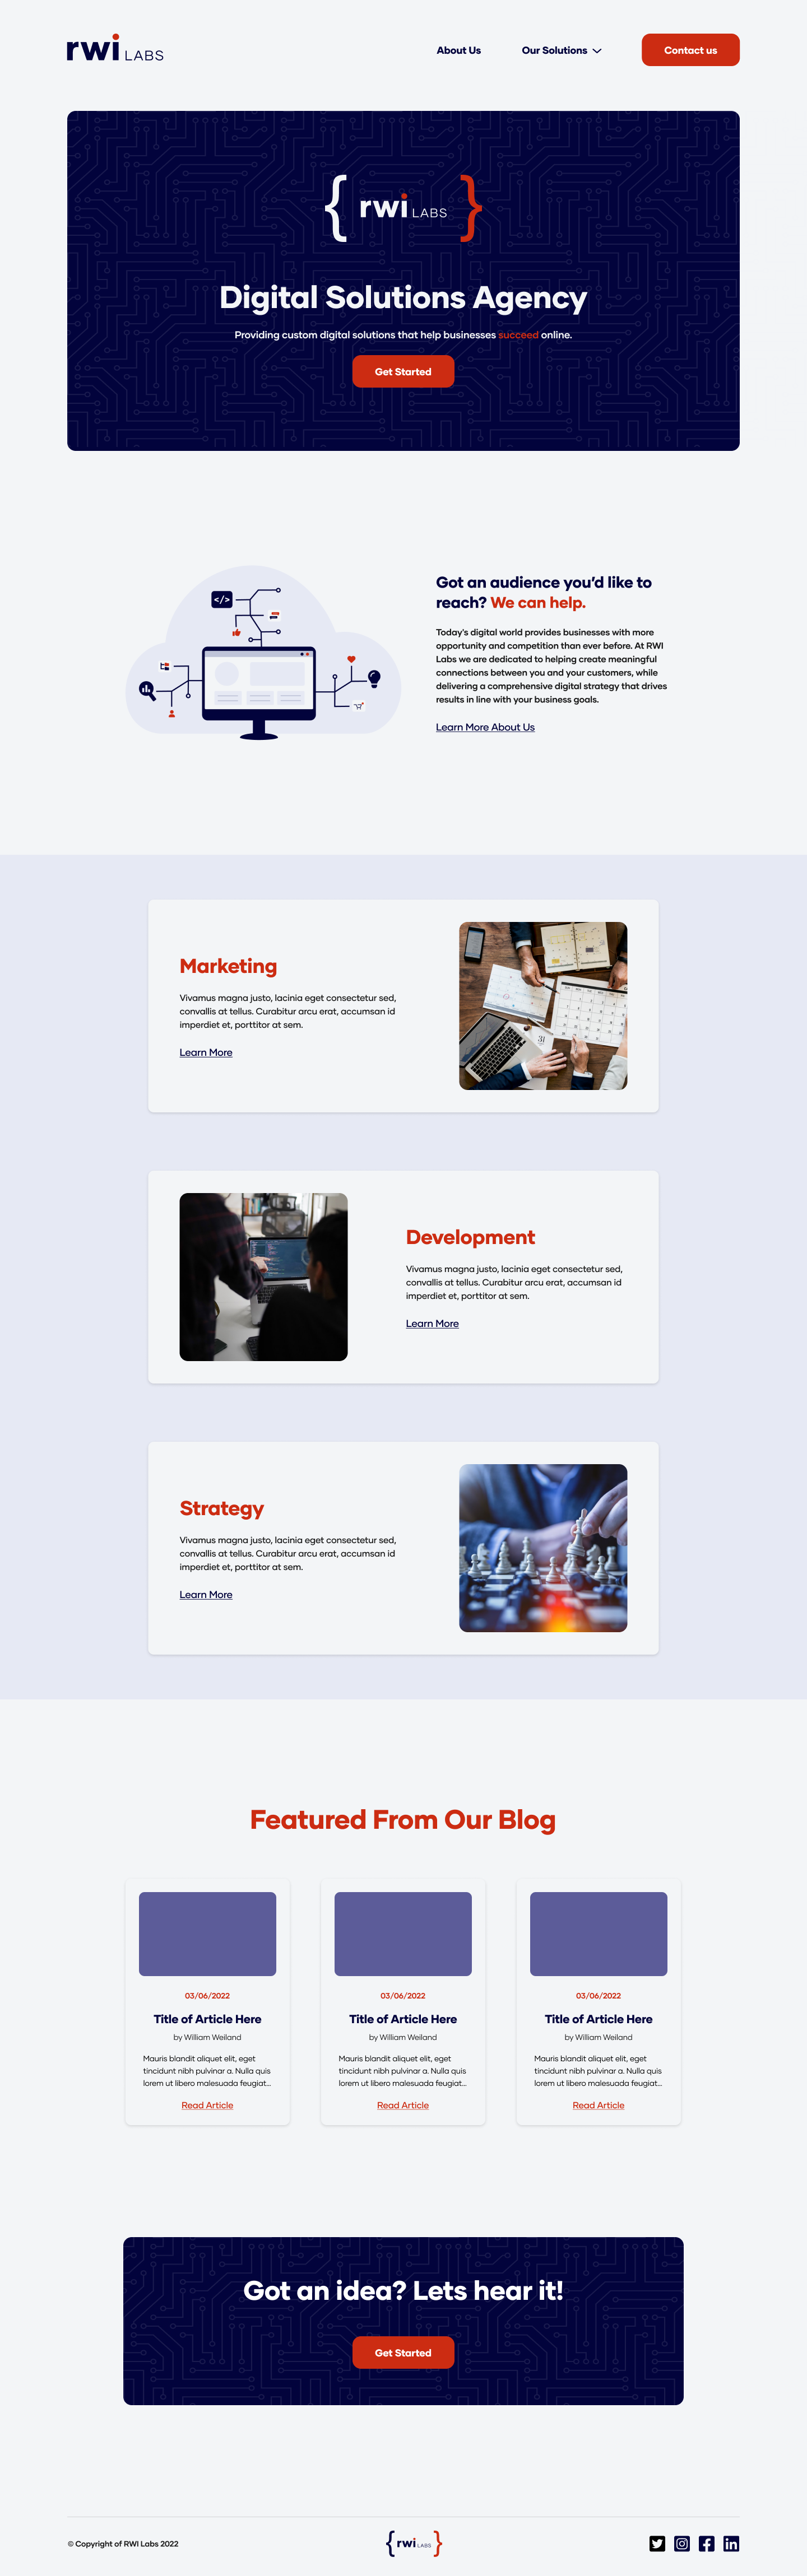 rwi LABS
About Us
Our Solutions
Contact us
{ rwi LABS }
Digital Solutions Agency
Providing custom digital solutions that help businesses succeed online.
Get Started
</>
Got an audience you’d like to
reach? We can help.
Today's digital world provides businesses with more
opportunity and competition than ever before. At RWI
Labs we are dedicated to helping create meaningful
connections between you and your customers, while
delivering a comprehensive digital strategy that drives
results in line with your business goals.
Learn More About Us
Marketing
Vivamus magna justo, lacinia eget consectetur sed,
convallis at tellus. Curabitur arcu erat, accumsan id
imperdiet et, porttitor at sem.
Learn More
31
Development
Vivamus magna justo, lacinia eget consectetur sed,
convallis at tellus. Curabitur arcu erat, accumsan id
imperdiet et, porttitor at sem.
Learn More
Strategy
Vivamus magna justo, lacinia eget consectetur sed,
convallis at tellus. Curabitur arcu erat, accumsan id
imperdiet et, porttitor at sem.
Learn More
Featured From Our Blog
03/06/2022
Title of Article Here
by William Weiland
Mauris blandit aliquet elit, eget
tincidunt nibh pulvinar a. Nulla quis
lorem ut libero malesuada feugiat...
Read Article
03/06/2022
Title of Article Here
by William Weiland
Mauris blandit aliquet elit, eget
tincidunt nibh pulvinar a. Nulla quis
lorem ut libero malesuada feugiat...
Read Article
03/06/2022
Title of Article Here
by William Weiland
Mauris blandit aliquet elit, eget
tincidunt nibh pulvinar a. Nulla quis
lorem ut libero malesuada feugiat...
Read Article
Got an idea? Lets hear it!
Get Started
© Copyright of RWI Labs 2022
{ rwi LABS }